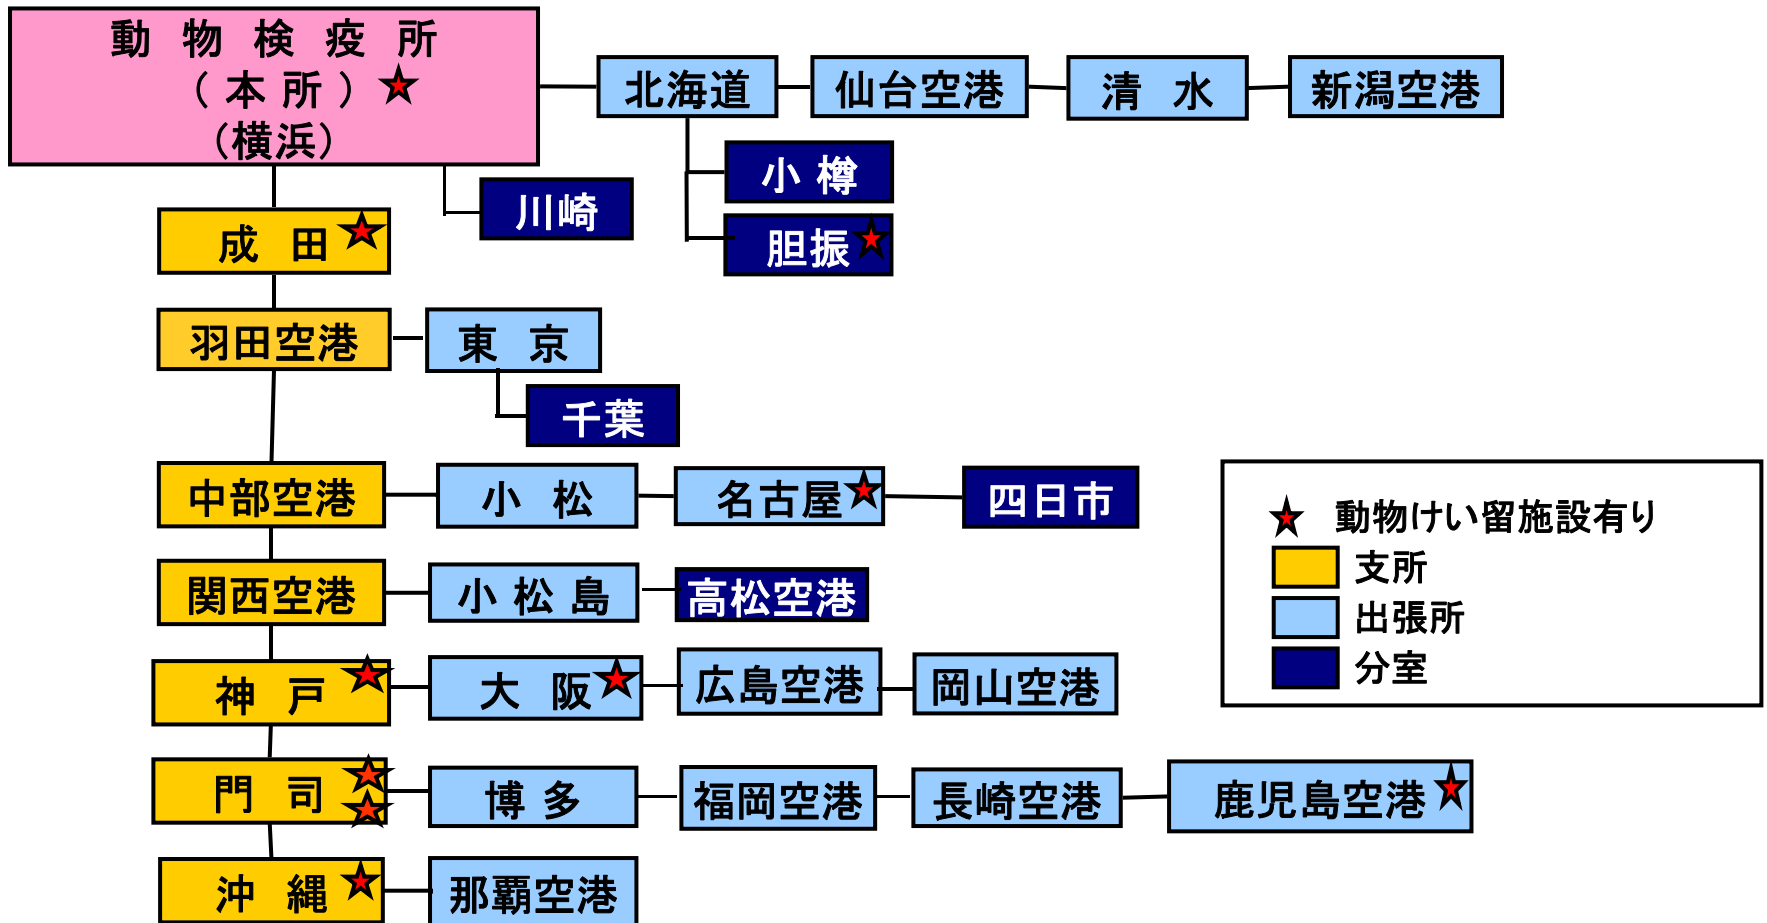 動物検疫所
（本所）★
（横浜）
北海道
仙台空港
清水
新潟空港
小樽
胆振★
川崎
成田★
羽田空港
東京
千葉
中部空港
小松
名古屋★
四日市
関西空港
小松島
高松空港
神戸★
大阪★
広島空港
岡山空港
門司★★
博多
福岡空港
長崎空港
鹿児島空港★
沖縄★
那覇空港
★ 動物けい留施設有り
支所
出張所
分室